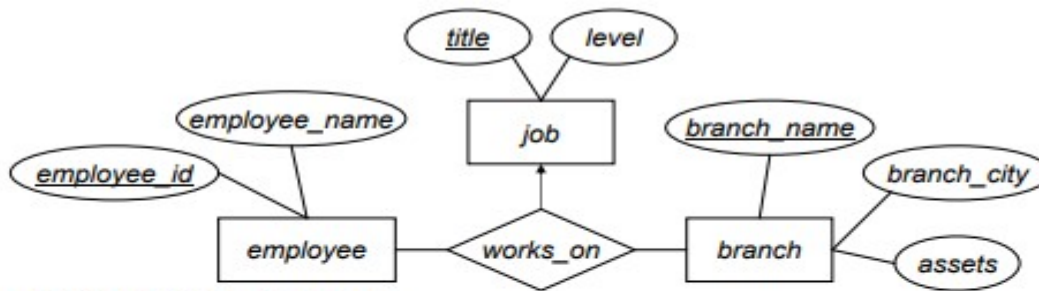 title level
employee_name job branch_name
employee_id branch_city
employee works_on branch
assets